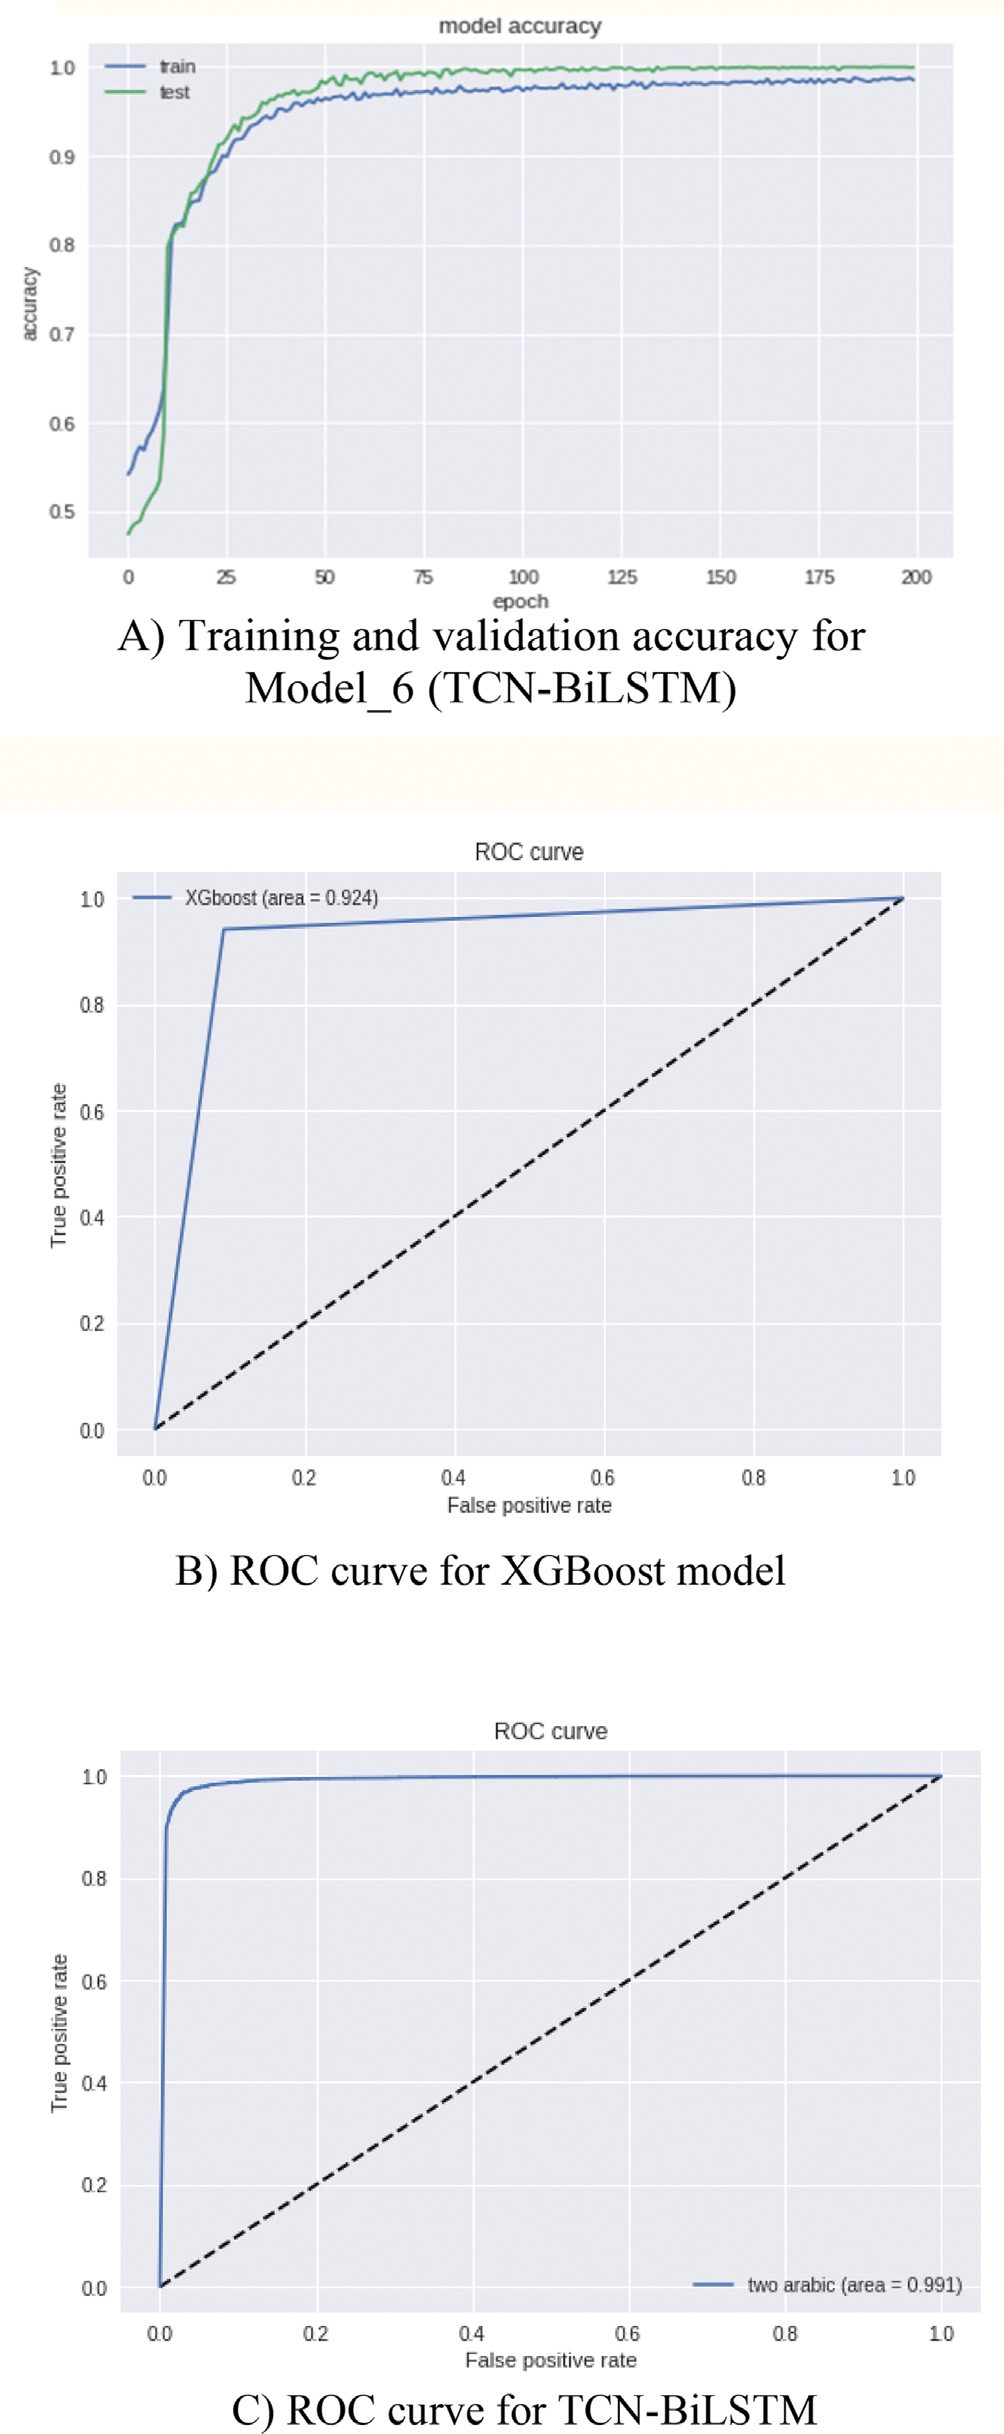 model accuracy
train
test
1.0
0.9
0.8
0.7
0.6
0.5
accuracy
0 25 50 75 100 125 150 175 200
epoch
A) Training and validation accuracy for
Model_6 (TCN-BiLSTM)
ROC curve
XGboost (area = 0.924)
1.0
0.8
0.6
0.4
0.2
0.0
True positive rate
0.0 0.2 0.4 0.6 0.8 1.0
False positive rate
B) ROC curve for XGBoost model
ROC curve
1.0
0.8
0.6
0.4
0.2
0.0
True positive rate
two arabic (area = 0.991)
0.0 0.2 0.4 0.6 0.8 1.0
False positive rate
C) ROC curve for TCN-BiLSTM